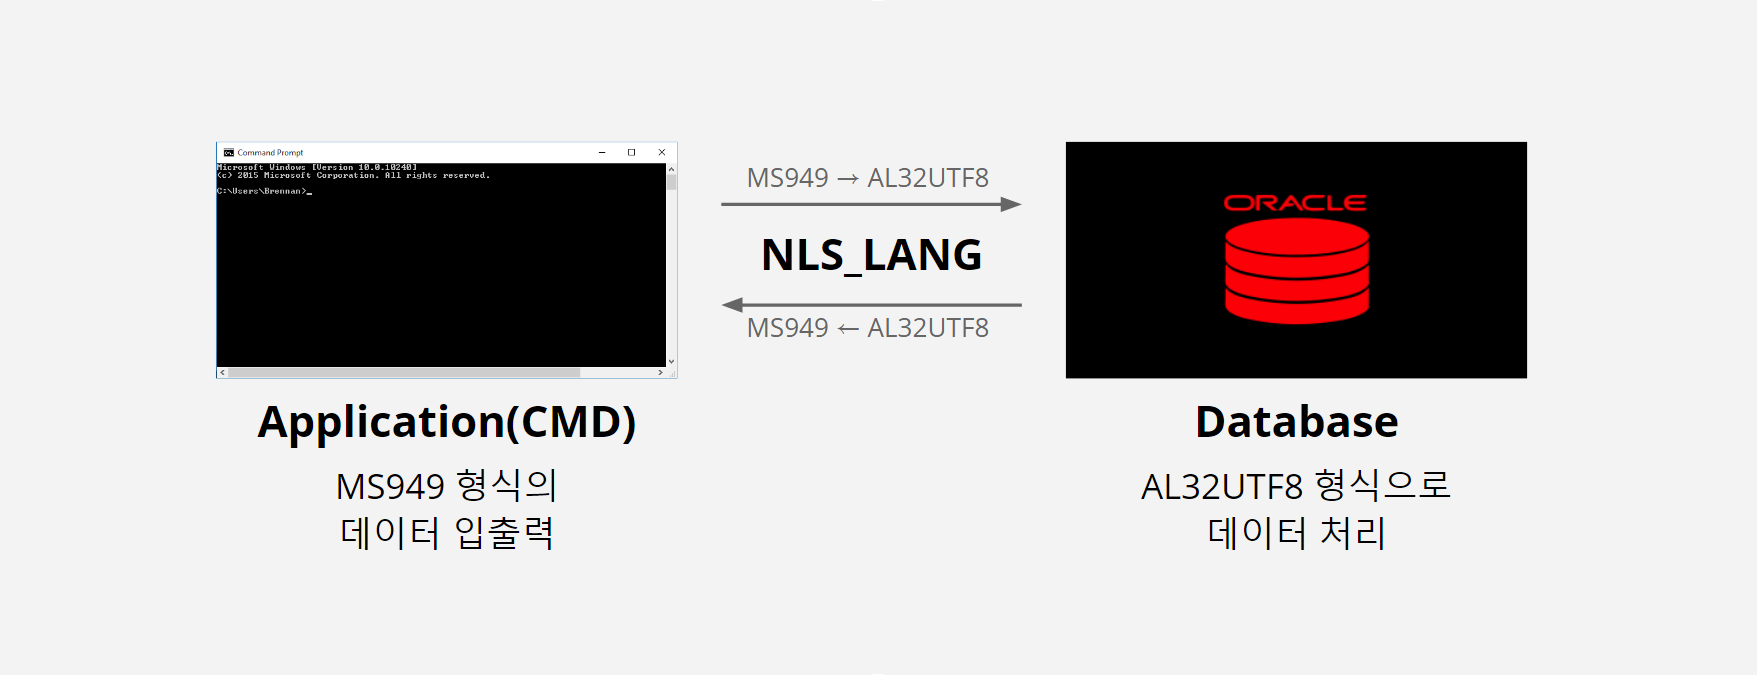 Command Prompt
Microsoft Windows [Version 10.0.10240]
(c) 2015 Microsoft Corporation. All rights reserved.
C:\Users\Brennan>_
MS949 → AL32UTF8
NLS_LANG
MS949 ← AL32UTF8
ORACLE
Application(CMD)
MS949 형식의
데이터 입출력
Database
AL32UTF8 형식으로
데이터 처리